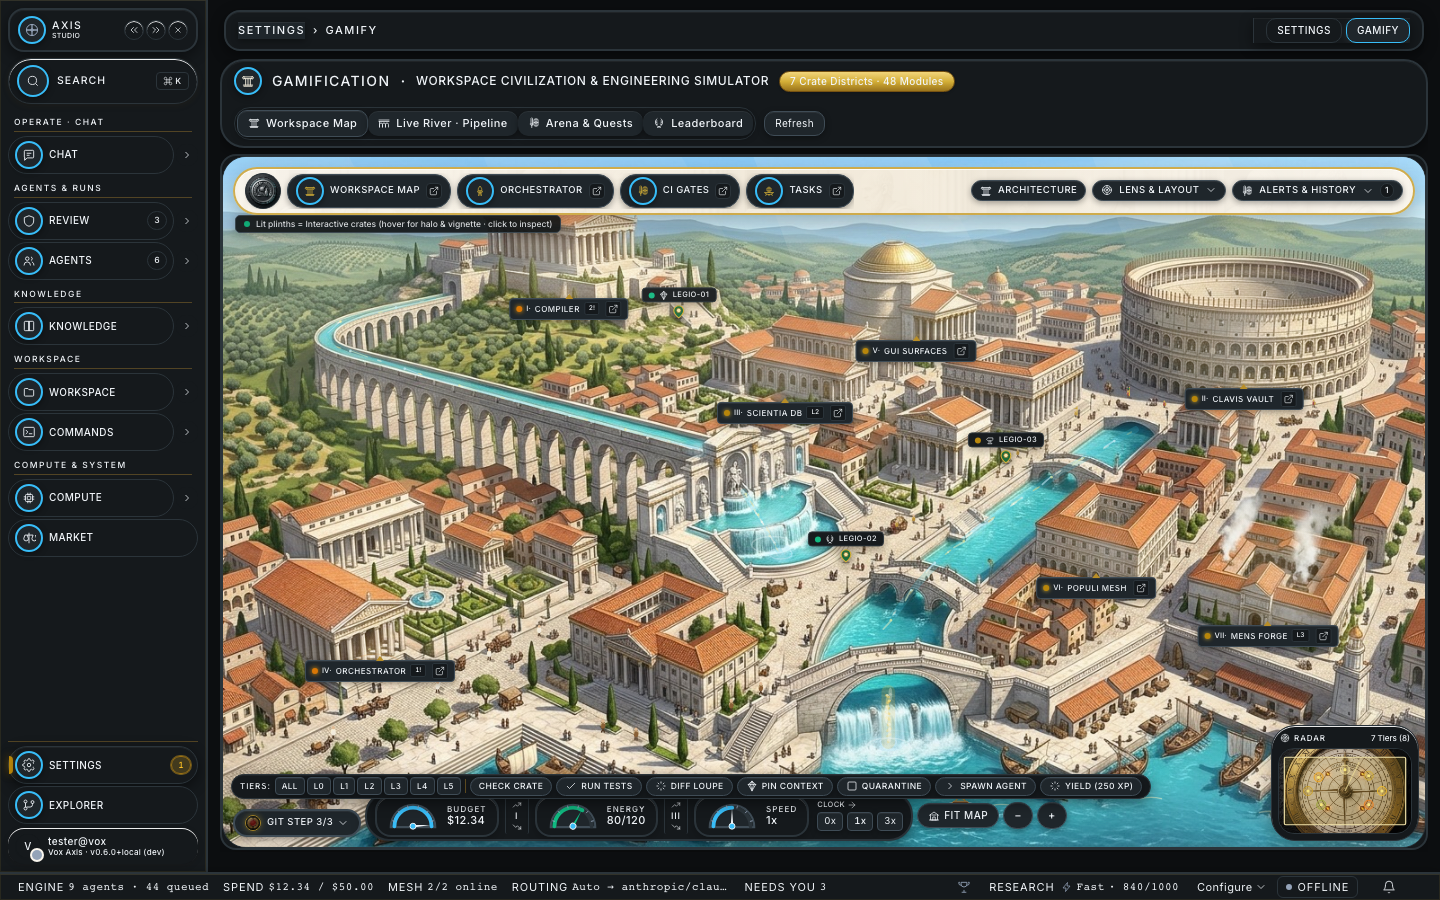 AXIS
STUDIO
SEARCH
⌘ K
OPERATE · CHAT
CHAT
AGENTS & RUNS
REVIEW 3
AGENTS 6
KNOWLEDGE
KNOWLEDGE
WORKSPACE
WORKSPACE
COMMANDS
COMPUTE & SYSTEM
COMPUTE
MARKET
SETTINGS 1
EXPLORER
V
tester@vox
Vox Axis · v0.6.0+local (dev)
SETTINGS › GAMIFY
SETTINGS GAMIFY
GAMIFICATION · WORKSPACE CIVILIZATION & ENGINEERING SIMULATOR 7 Crate Districts · 48 Modules
Workspace Map Live River · Pipeline Arena & Quests Leaderboard Refresh
WORKSPACE MAP ORCHESTRATOR CI GATES TASKS ARCHITECTURE LENS & LAYOUT ALERTS & HISTORY 1
Lit plinths = Interactive crates (hover for halo & vignette · click to inspect)
LEGIO-01
I· COMPILER 2!
V· GUI SURFACES
II· CLAVIS VAULT
III· SCIENTIA DB L2
LEGIO-03
LEGIO-02
VI· POPULI MESH
VII· MENS FORGE L3
IV· ORCHESTRATOR 1!
RADAR 7 Tiers (8)
TIERS: ALL L0 L1 L2 L3 L4 L5 CHECK CRATE RUN TESTS DIFF LOUPE PIN CONTEXT QUARANTINE SPAWN AGENT YIELD (250 XP)
GIT STEP 3/3
BUDGET
$12.34
I
ENERGY
80/120
III
SPEED
1x
CLOCK →
0x 1x 3x
FIT MAP − +
ENGINE 9 agents · 44 queued SPEND $12.34 / $50.00 MESH 2/2 online ROUTING Auto → anthropic/clau… NEEDS YOU 3 RESEARCH Fast · 840/1000 Configure OFFLINE